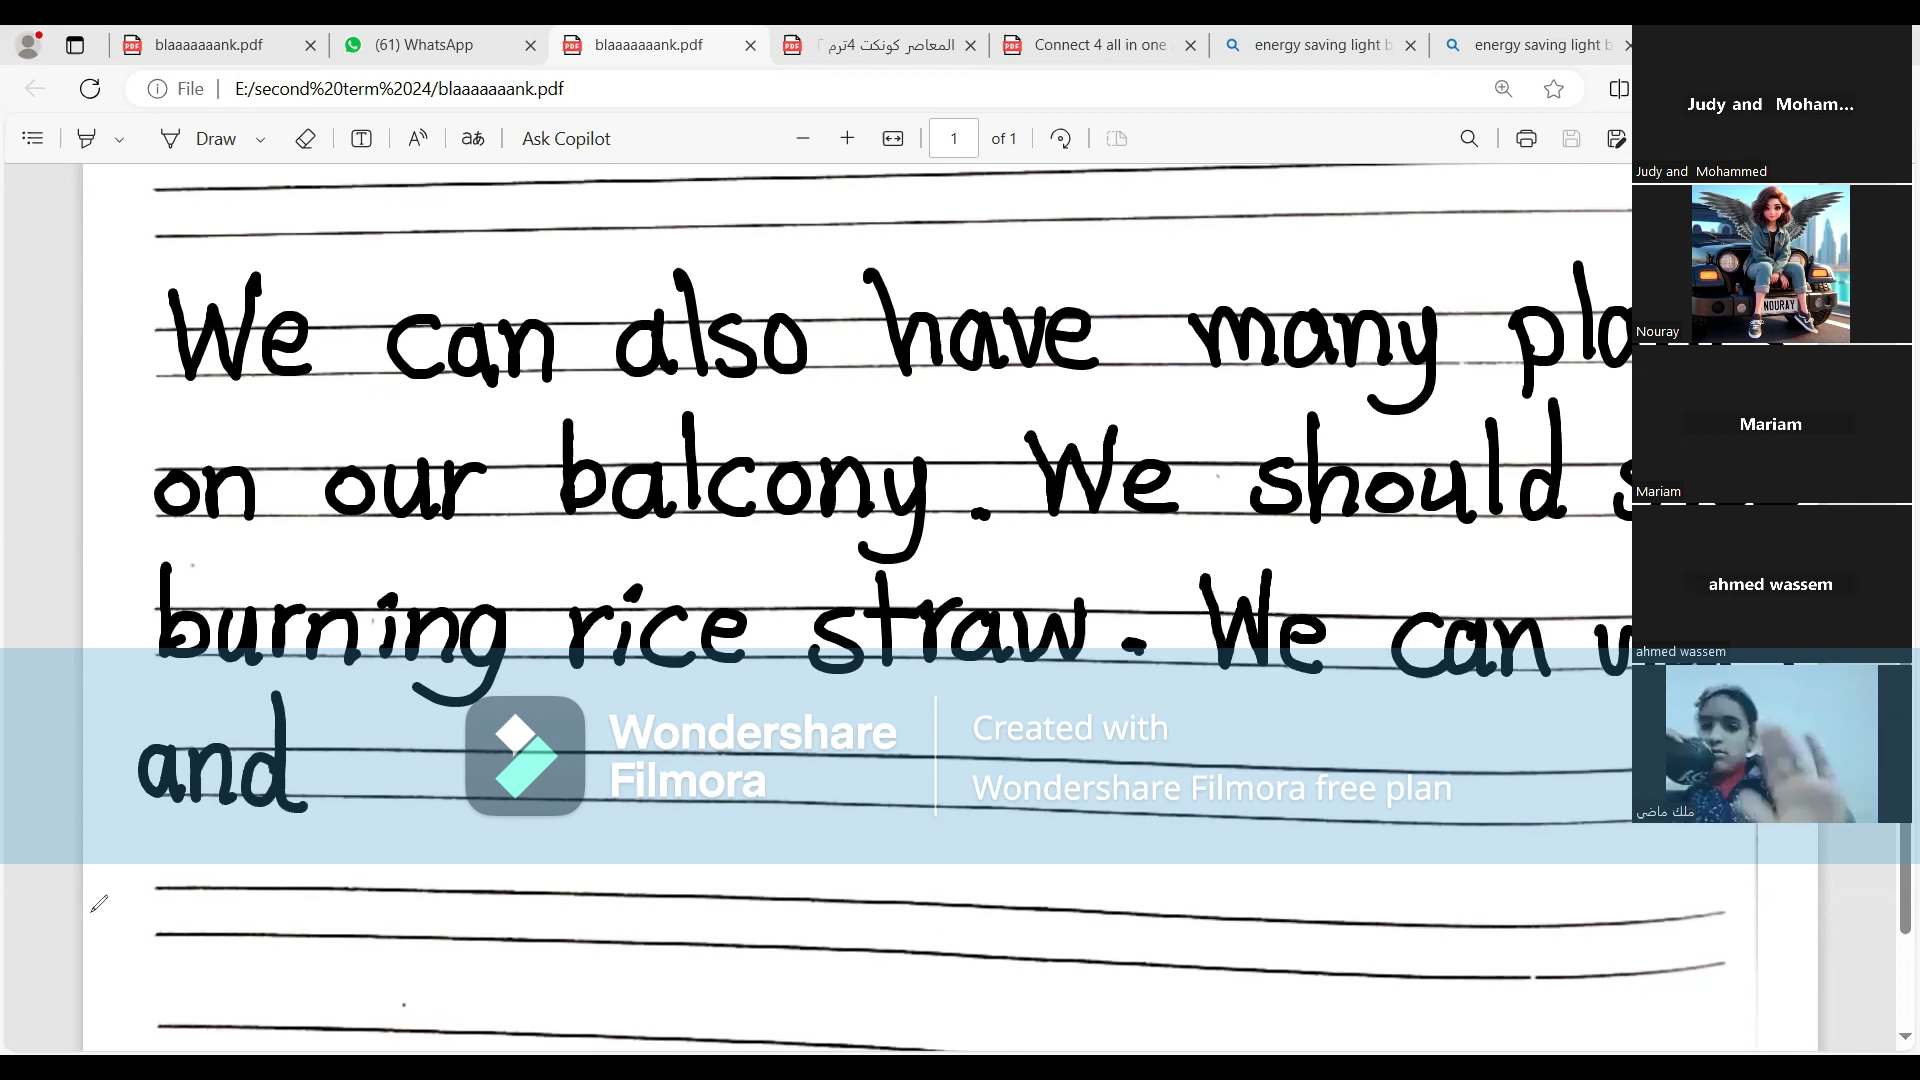 blaaaaaaank.pdf
(61) WhatsApp
blaaaaaaank.pdf
المعاصر كونكت 4ترم
Connect 4 all in one
energy saving light b
energy saving light b
File
E:/second%20term%2024/blaaaaaaank.pdf
Draw
Ask Copilot
1
of 1
We can also have many pla
on our balcony. We should s
burning rice straw. We can u
and
Wondershare
Filmora
Created with
Wondershare Filmora free plan
Judy and Moham...
Judy and Mohammed
NOURAY
Nouray
Mariam
Mariam
ahmed wassem
ahmed wassem
ملك ماضي